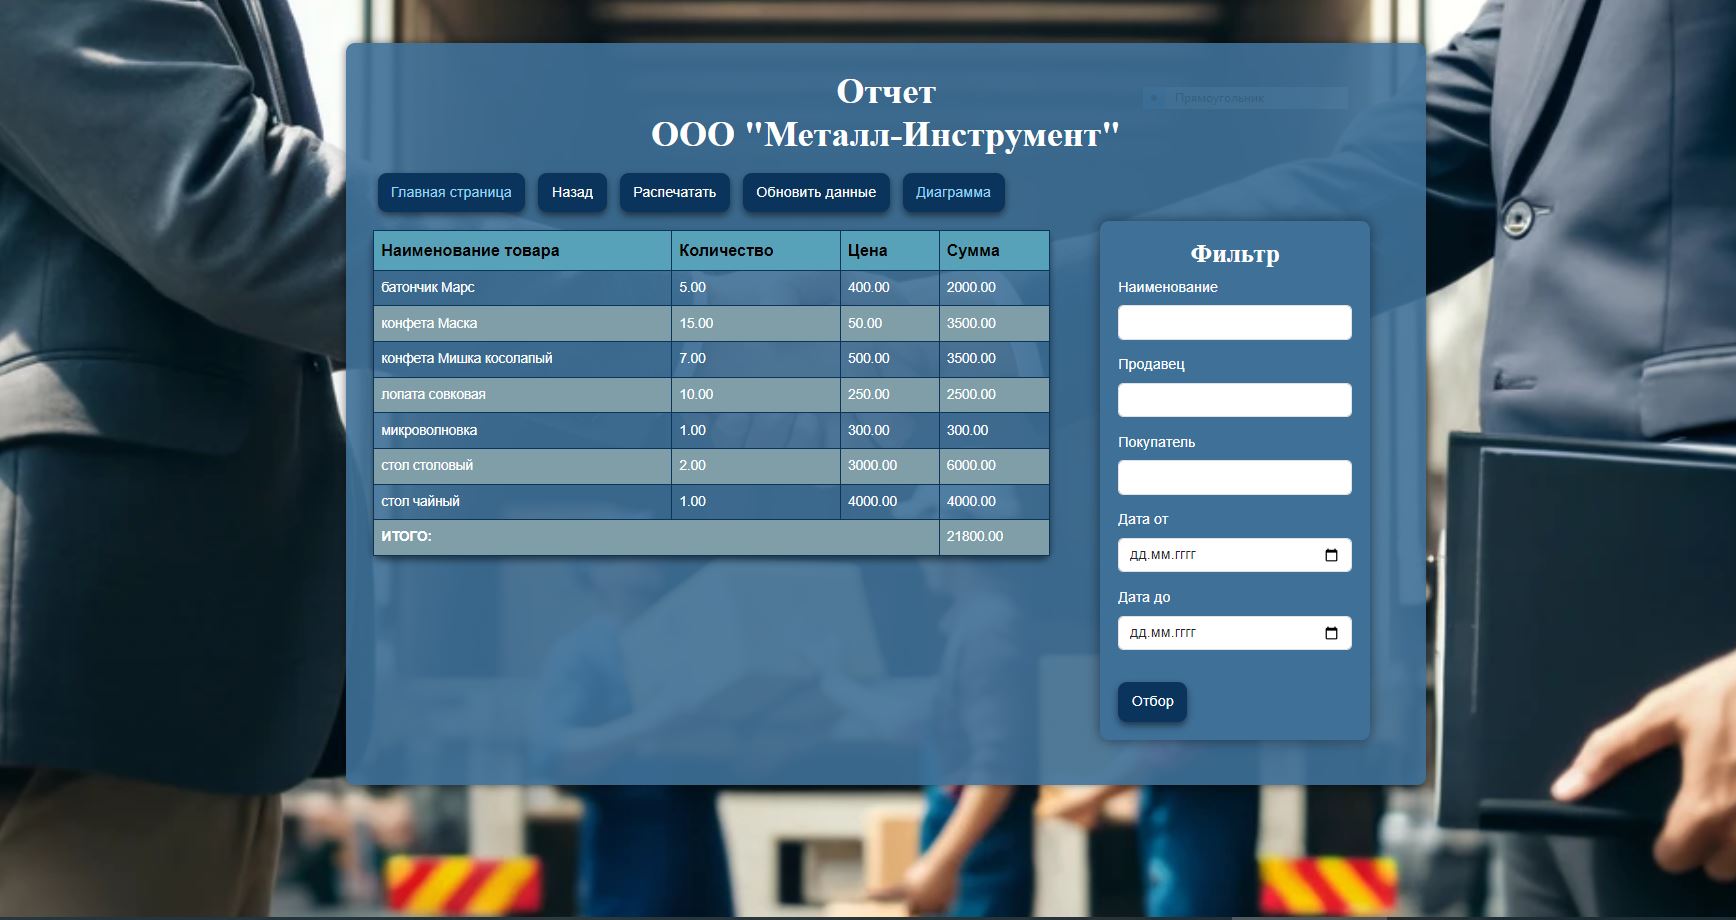 Отчет
Прямоугольник
ООО "Металл-Инструмент"
Главная страница Назад Распечатать Обновить данные Диаграмма
Наименование товара Количество Цена Сумма
батончик Марс 5.00 400.00 2000.00
конфета Маска 15.00 50.00 3500.00
конфета Мишка косолапый 7.00 500.00 3500.00
лопата совковая 10.00 250.00 2500.00
микроволновка 1.00 300.00 300.00
стол столовый 2.00 3000.00 6000.00
стол чайный 1.00 4000.00 4000.00
ИТОГО: 21800.00
Фильтр
Наименование
Продавец
Покупатель
Дата от
ДД.ММ.ГГГГ
Дата до
ДД.ММ.ГГГГ
Отбор